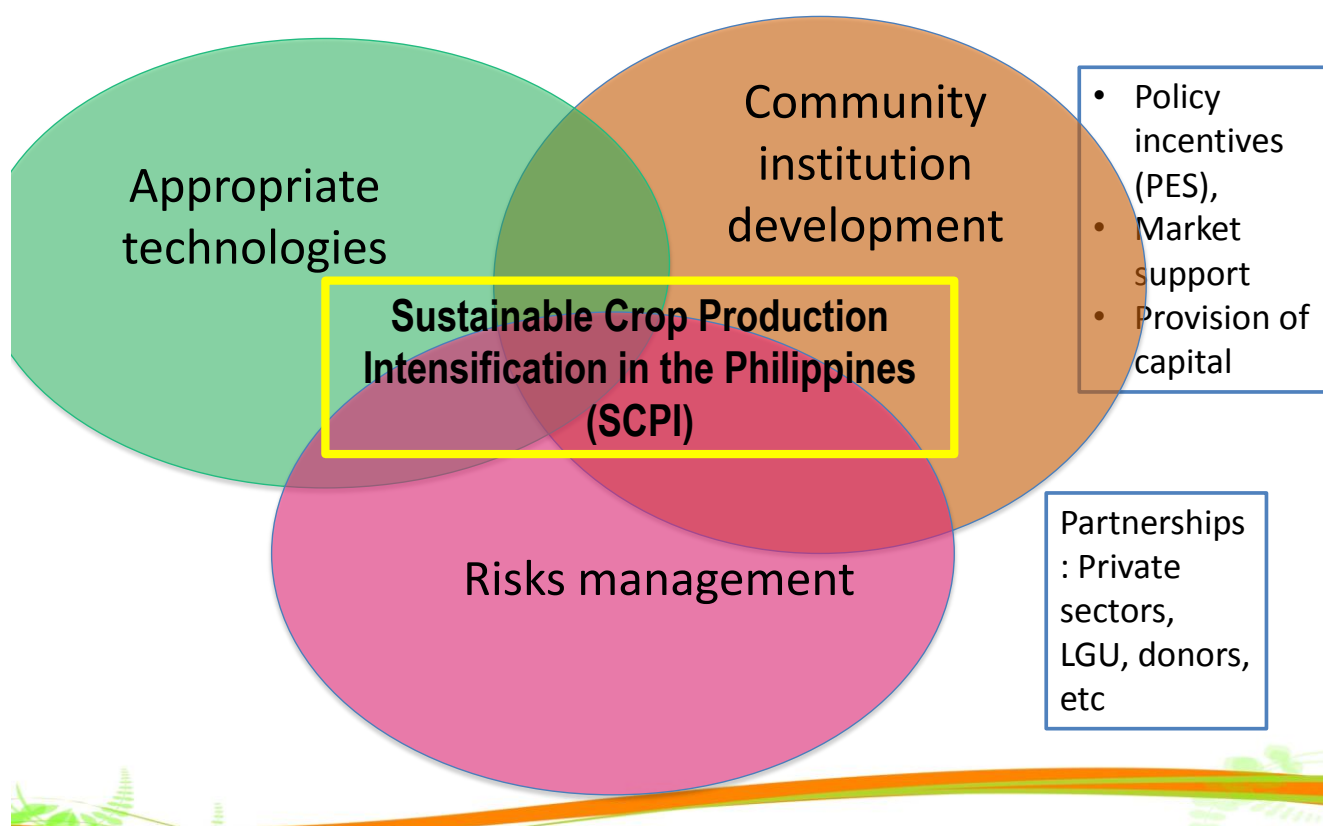 Appropriate
technologies
Community
institution
development
Sustainable Crop Production
Intensification in the Philippines
(SCPI)
Risks management
• Policy
incentives
(PES),
• Market
support
• Provision of
capital
Partnerships
: Private
sectors,
LGU, donors,
etc